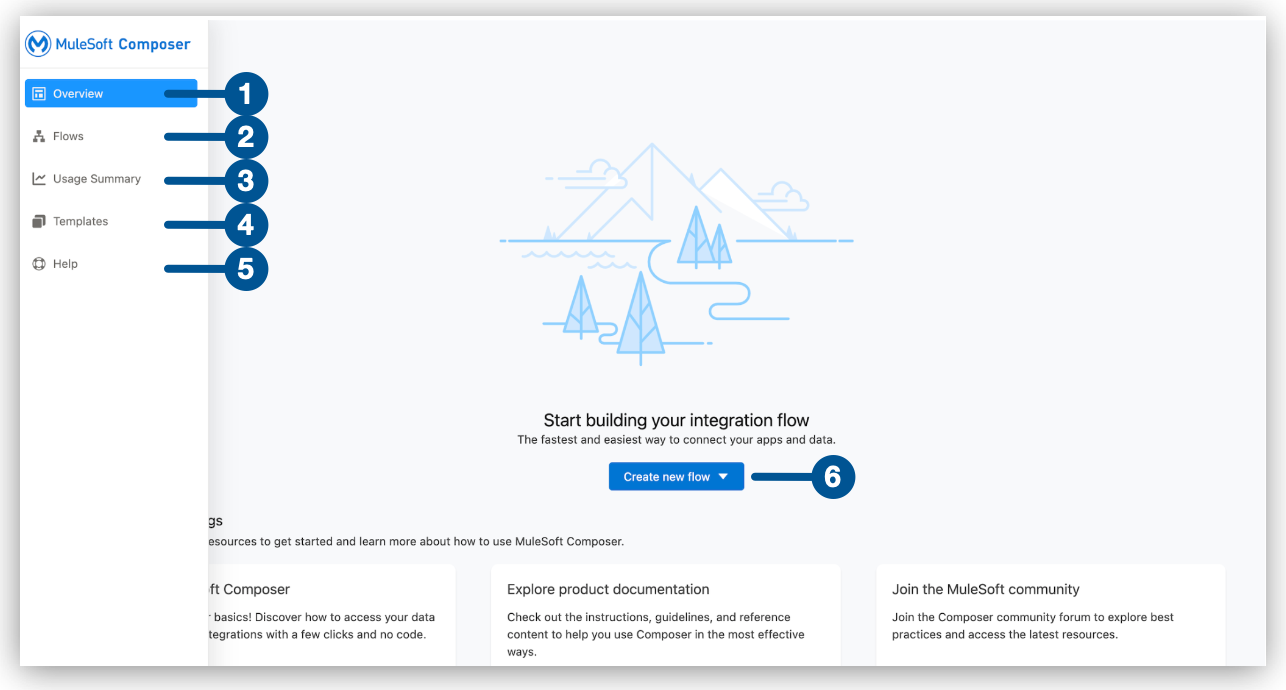 MuleSoft Composer
Overview
1
Flows
2
Usage Summary
3
Templates
4
Help
5
Start building your integration flow
The fastest and easiest way to connect your apps and data.
Create new flow
6
gs
esources to get started and learn more about how to use MuleSoft Composer.
ft Composer
basics! Discover how to access your data
tegrations with a few clicks and no code.
Explore product documentation
Check out the instructions, guidelines, and reference
content to help you use Composer in the most effective
ways.
Join the MuleSoft community
Join the Composer community forum to explore best
practices and access the latest resources.